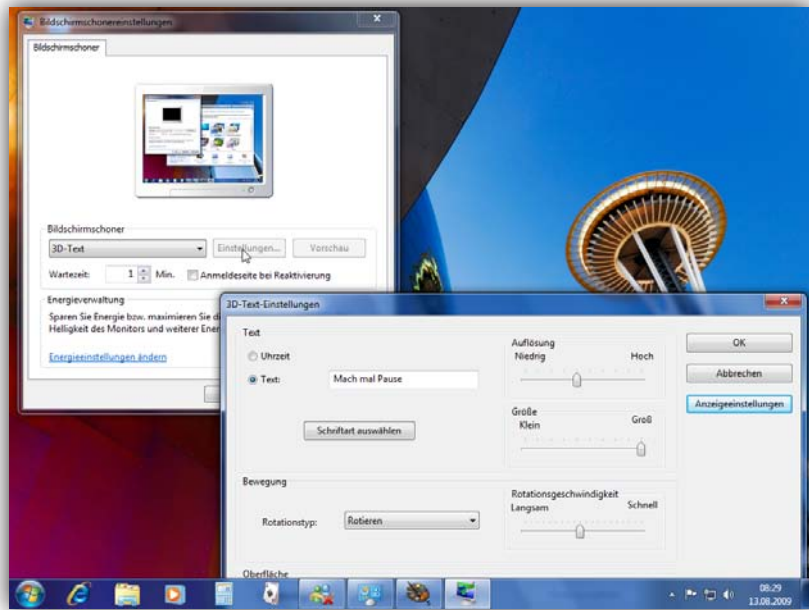 Bildschirmschonereinstellungen
Bildschirmschoner
Bildschirmschoner
3D-Text
Einstellungen...
Vorschau
Wartezeit:
1
Min.
Anmeldeseite bei Reaktivierung
Energieverwaltung
Sparen Sie Energie bzw. maximieren Sie
Helligkeit des Monitors und weiterer
Energieeinstellungen ändern
3D-Text-Einstellungen
Text
Uhrzeit
Text:
Mach mal Pause
Schriftart auswählen
Auflösung
Niedrig
Hoch
Größe
Klein
Groß
OK
Abbrechen
Anzeigeeinstellungen
Bewegung
Rotationstyp:
Rotieren
Rotationsgeschwindigkeit
Langsam
Schnell
Oberfläche
08:29
13.08.2009